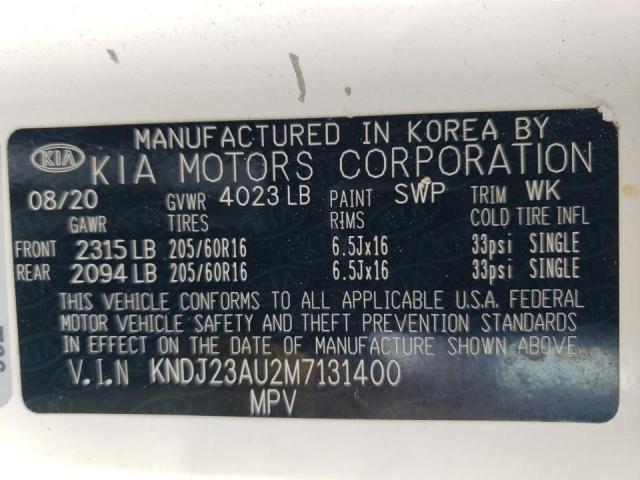 MANUFACTURED IN KOREA BY
KIA KIA MOTORS CORPORATION
08/20 GVWR 4023 LB PAINT SWP TRIM WK
GAWR TIRES RIMS COLD TIRE INFL
FRONT 2315 LB 205/60R16 6.5Jx16 33psi SINGLE
REAR 2094 LB 205/60R16 6.5Jx16 33psi SINGLE
THIS VEHICLE CONFORMS TO ALL APPLICABLE U.S.A. FEDERAL
MOTOR VEHICLE SAFETY AND THEFT PREVENTION STANDARDS
IN EFFECT ON THE DATE OF MANUFACTURE SHOWN ABOVE.
V.I.N KNDJ23AU2M7131400
MPV